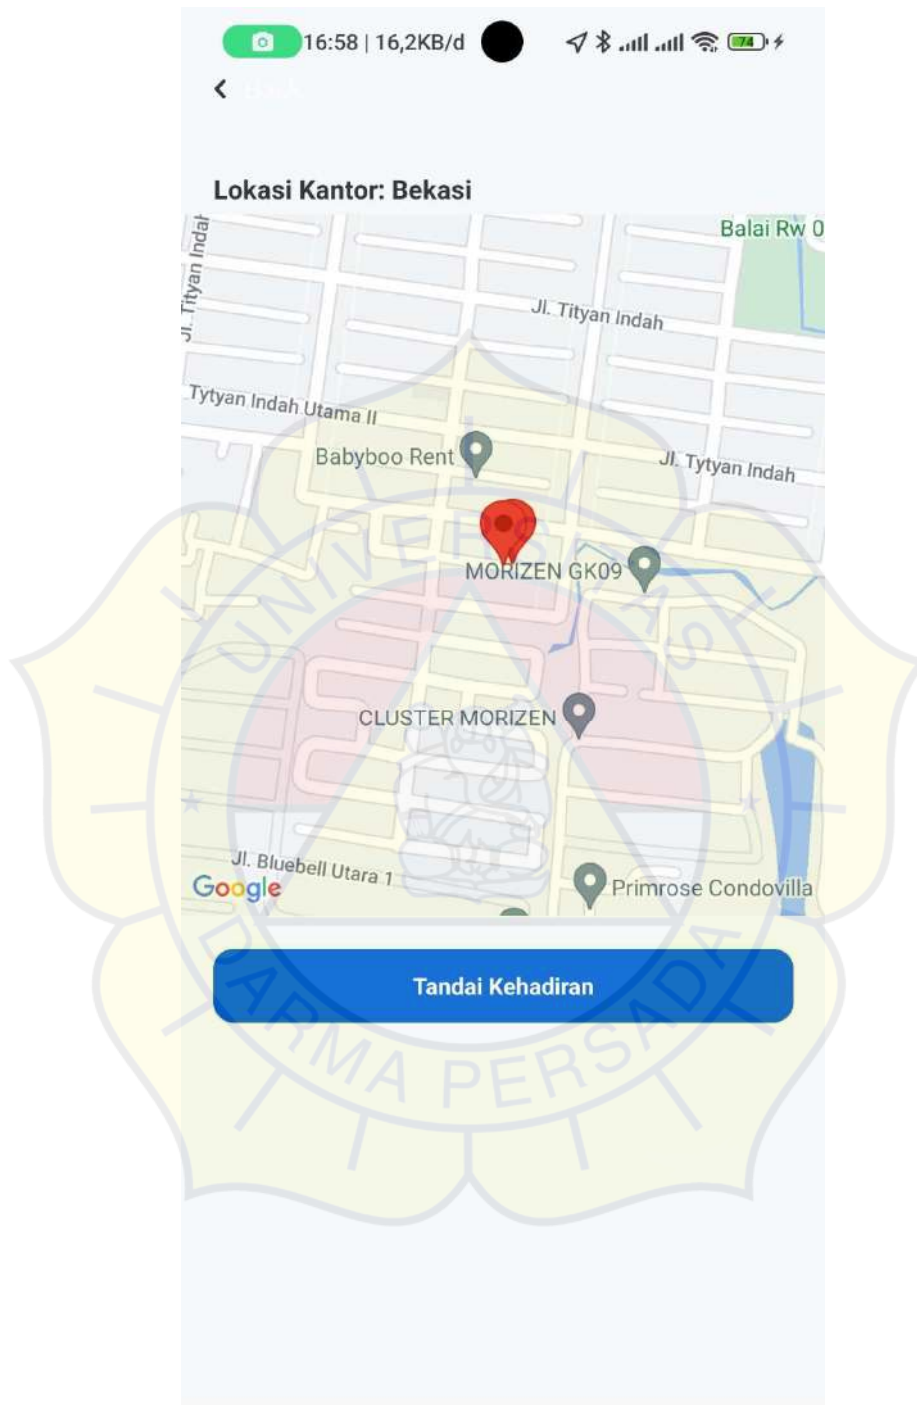 16:58 | 16,2KB/d
74
Back
Lokasi Kantor: Bekasi
Balai Rw 0
Jl. Tityan Indah
Jl. Tityan Indah
Tytyan Indah Utama II
Babyboo Rent
Jl. Tytyan Indah
MORIZEN GK09
CLUSTER MORIZEN
Jl. Bluebell Utara 1
Google
Primrose Condovilla
Tandai Kehadiran
UNIVERSITAS
DARMA PERSADA